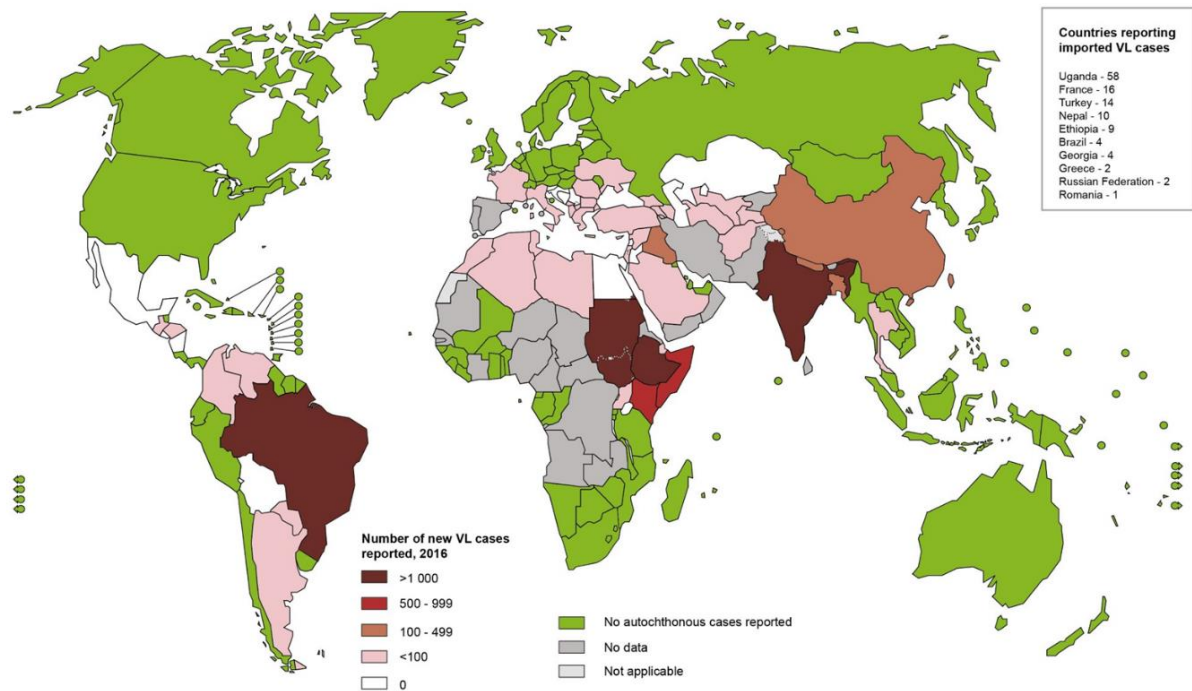 Countries reporting
imported VL cases
Uganda - 58
France - 16
Turkey - 14
Nepal - 10
Ethiopia - 9
Brazil - 4
Georgia - 4
Greece - 2
Russian Federation - 2
Romania - 1
Number of new VL cases
reported, 2016
>1 000
500 - 999
100 - 499
<100
0
No autochthonous cases reported
No data
Not applicable